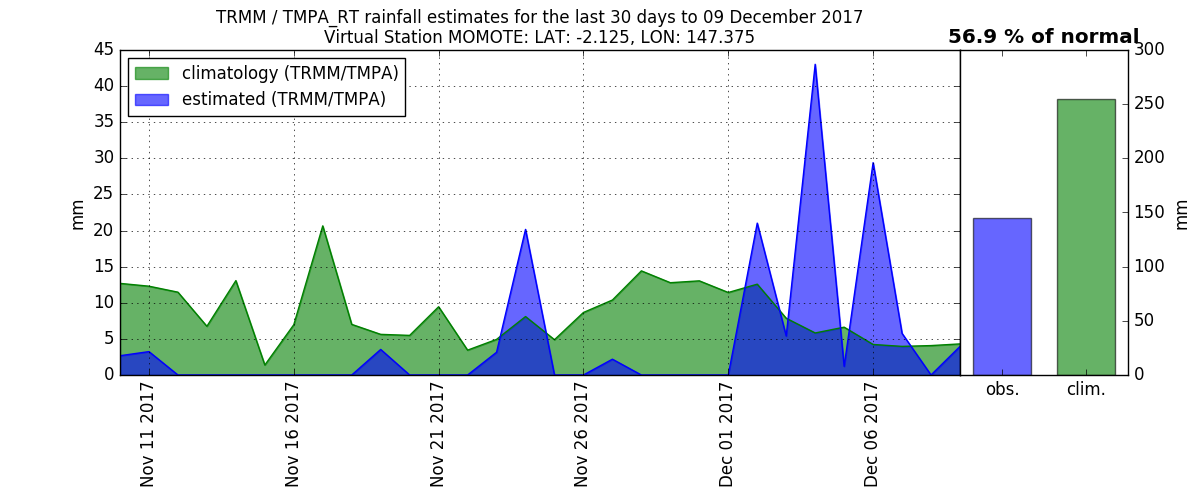 TRMM / TMPA_RT rainfall estimates for the last 30 days to 09 December 2017
Virtual Station MOMOTE: LAT: -2.125, LON: 147.375
56.9 % of normal
climatology (TRMM/TMPA)
estimated (TRMM/TMPA)
45
40
35
30
25
20
15
10
5
0
mm
Nov 11 2017
Nov 16 2017
Nov 21 2017
Nov 26 2017
Dec 01 2017
Dec 06 2017
300
250
200
150
100
50
0
mm
obs.
clim.